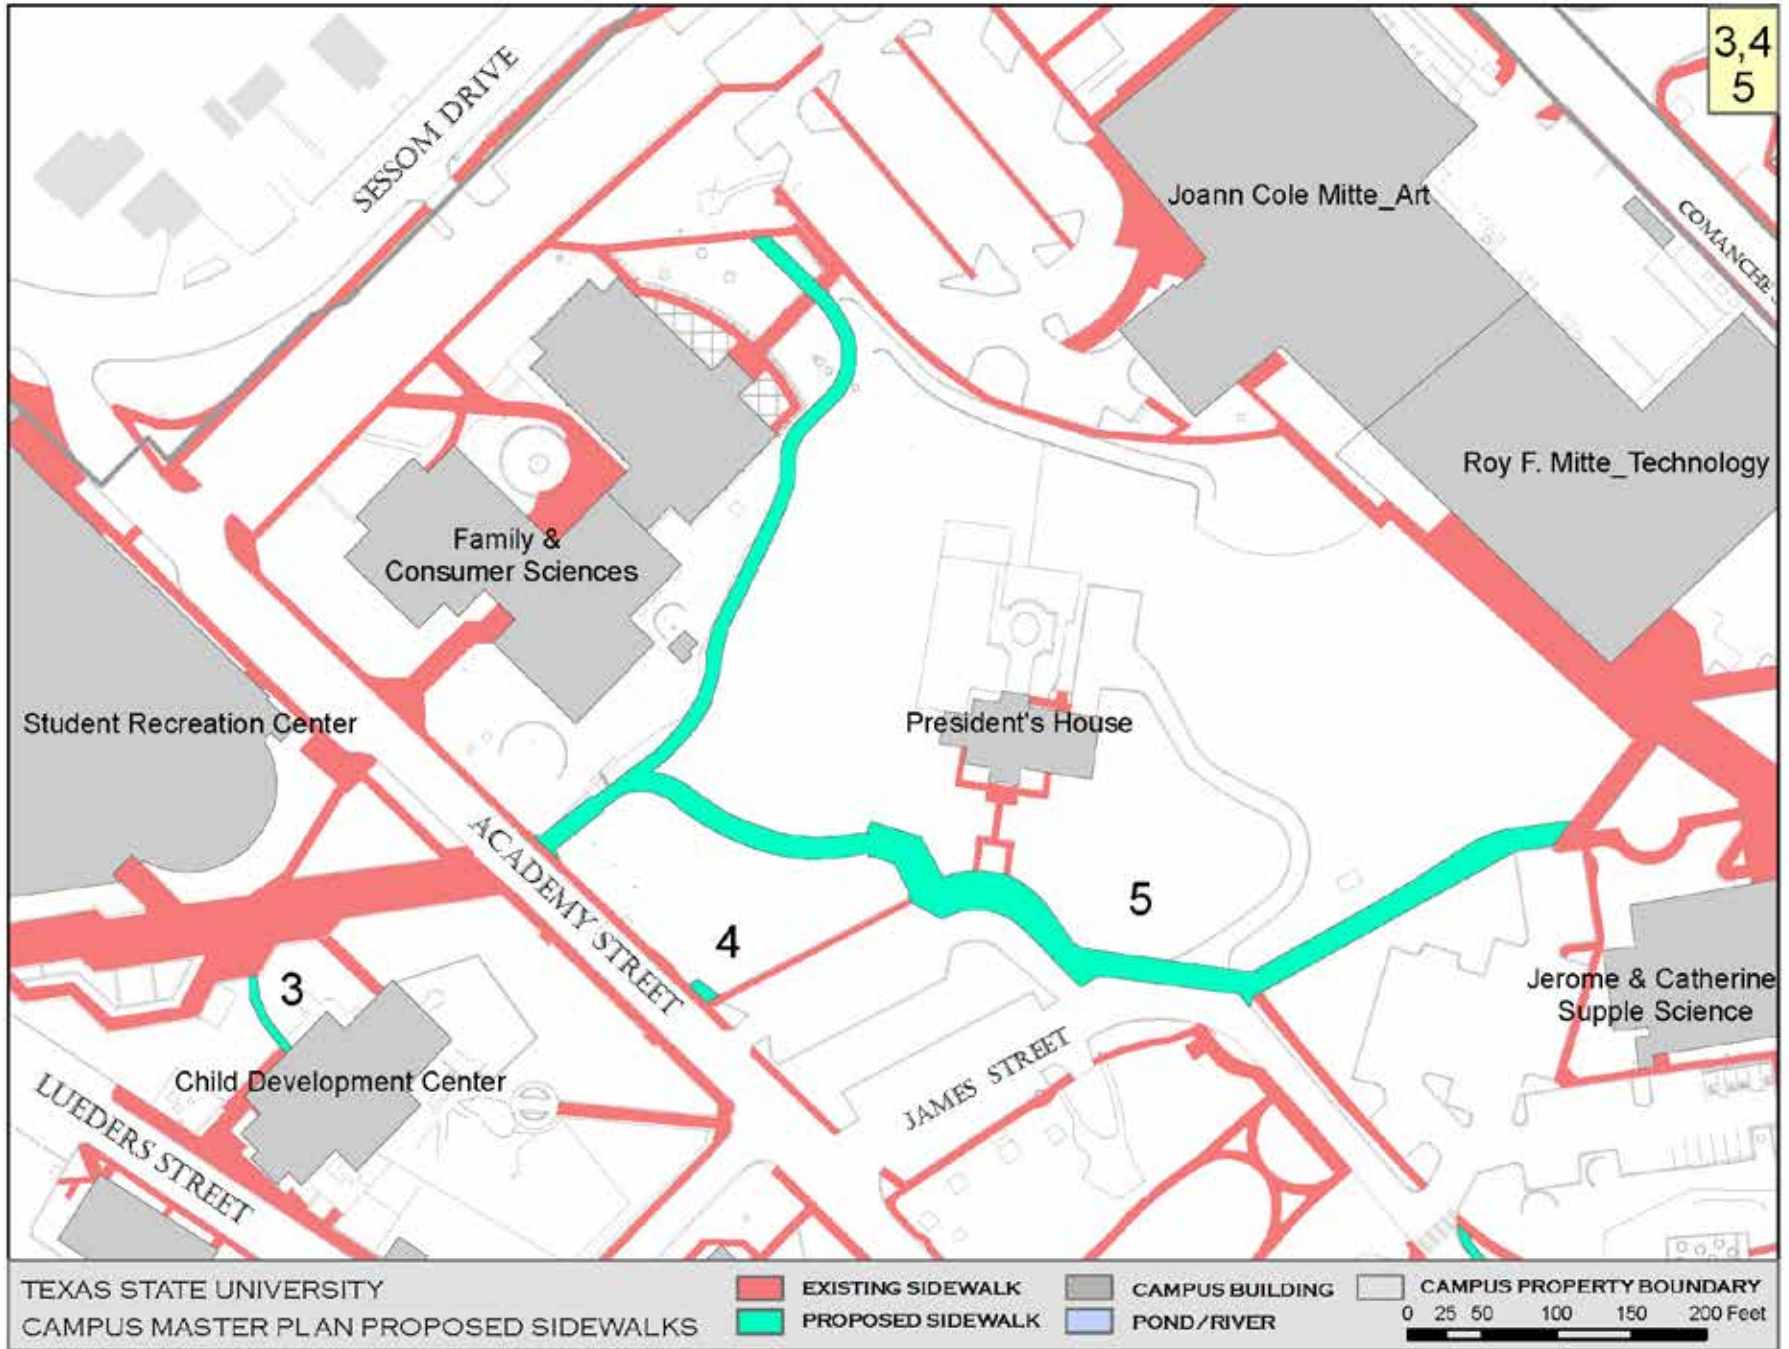 3,4
5
SESSOM DRIVE
Joann Cole Mitte_Art
COMANCHE
Roy F. Mitte_Technology
Family &
Consumer Sciences
Student Recreation Center
President's House
ACADEMY STREET
5
4
3
Jerome & Catherine
Supple Science
Child Development Center
JAMES STREET
LUEDERS STREET
TEXAS STATE UNIVERSITY
CAMPUS MASTER PLAN PROPOSED SIDEWALKS
EXISTING SIDEWALK
PROPOSED SIDEWALK
CAMPUS BUILDING
POND/RIVER
CAMPUS PROPERTY BOUNDARY
0 25 50 100 150 200 Feet